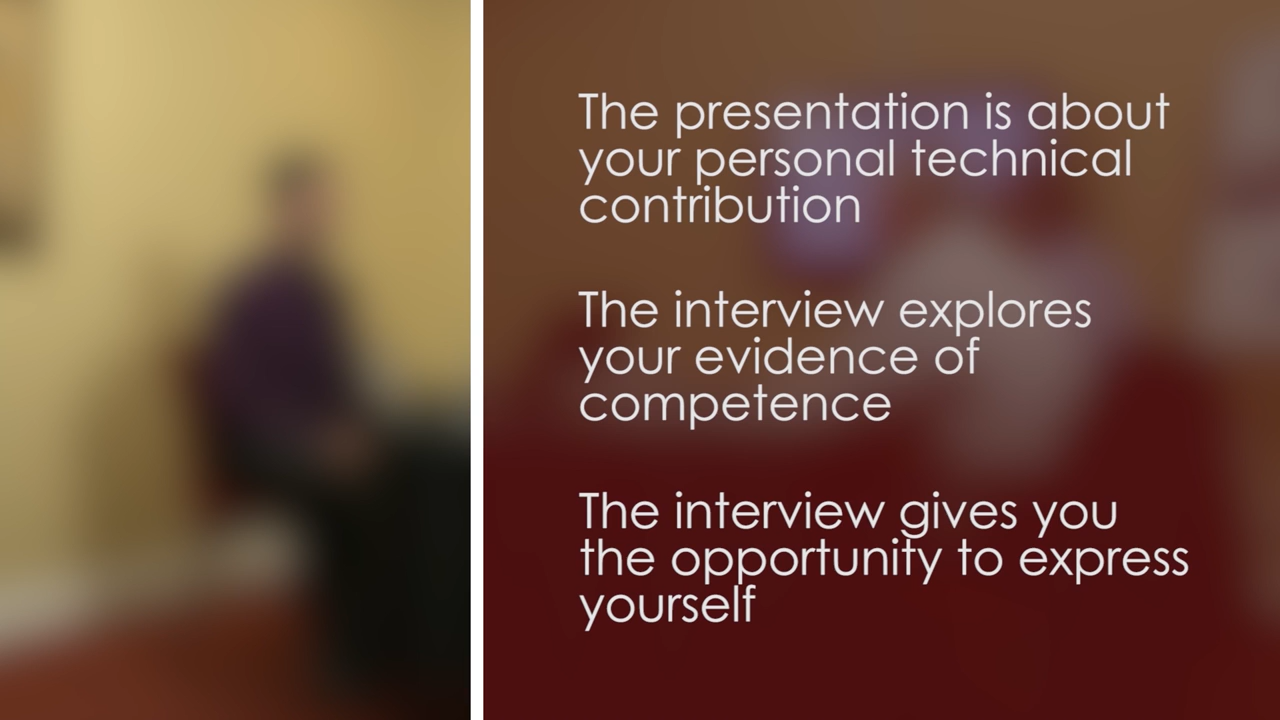 The presentation is about
your personal technical
contribution
The interview explores
your evidence of
competence
The interview gives you
the opportunity to express
yourself